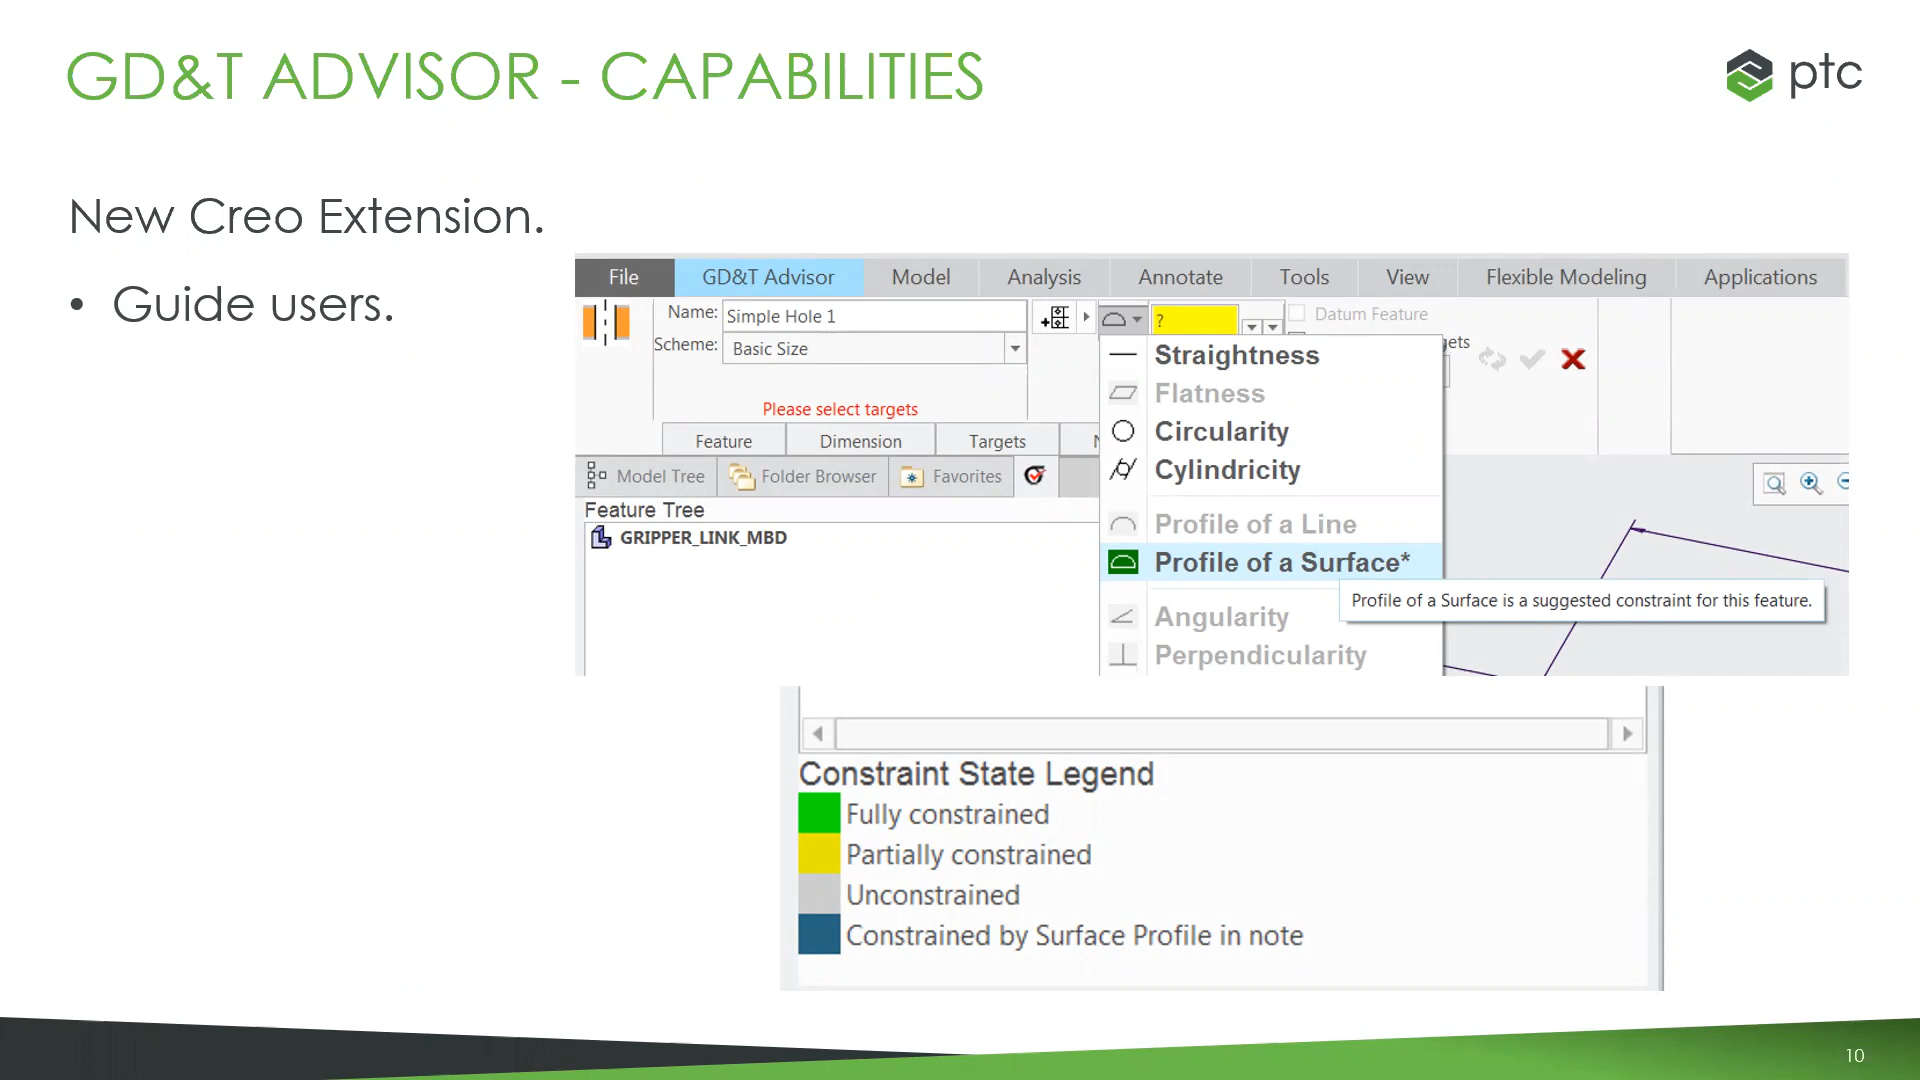 GD&T ADVISOR - CAPABILITIES
ptc
New Creo Extension.
• Guide users.
File GD&T Advisor Model Analysis Annotate Tools View Flexible Modeling Applications
Name: Simple Hole 1
?
Datum Feature
Scheme: Basic Size
gets
Please select targets
Feature Dimension Targets
Model Tree Folder Browser Favorites
Feature Tree
GRIPPER_LINK_MBD
Straightness
Flatness
Circularity
Cylindricity
Profile of a Line
Profile of a Surface*
Profile of a Surface is a suggested constraint for this feature.
Angularity
Perpendicularity
Constraint State Legend
Fully constrained
Partially constrained
Unconstrained
Constrained by Surface Profile in note
10